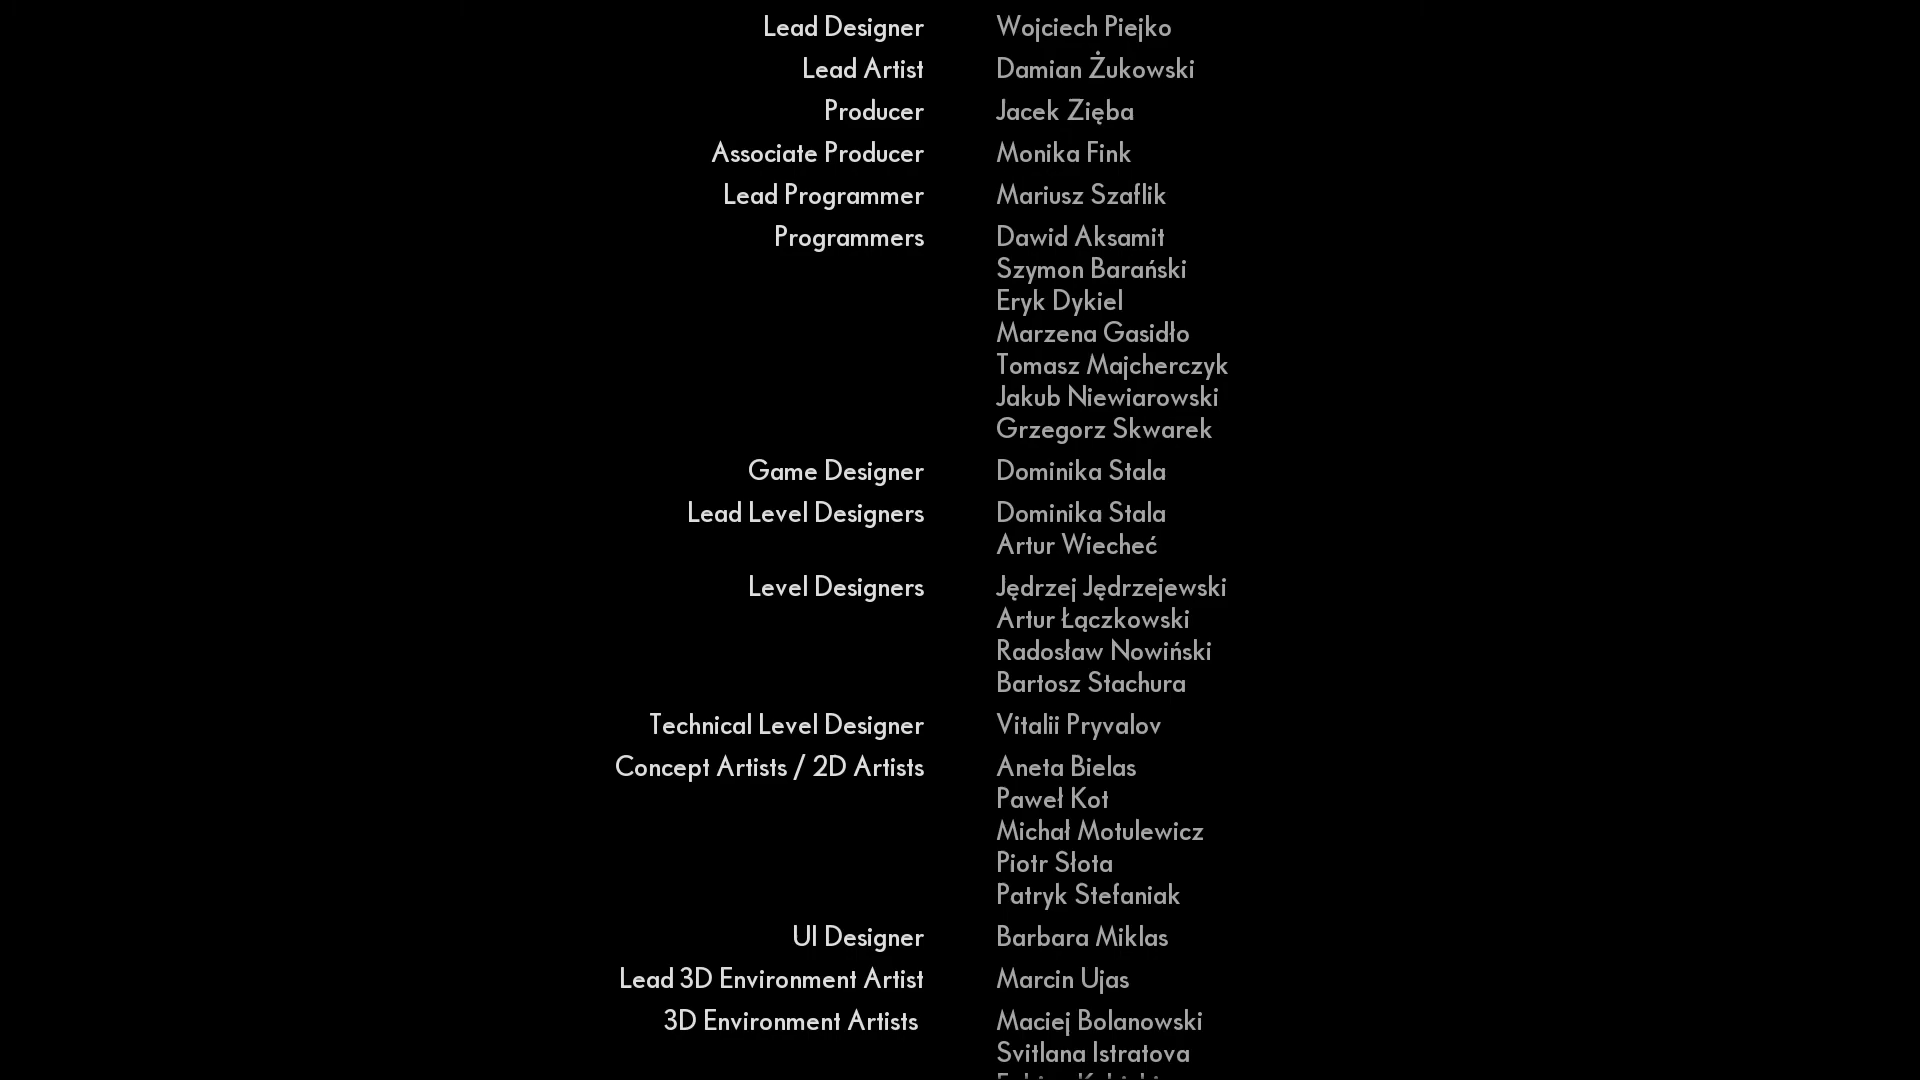 Lead Designer Wojciech Piejko
Lead Artist Damian Żukowski
Producer Jacek Zięba
Associate Producer Monika Fink
Lead Programmer Mariusz Szaflik
Programmers Dawid Aksamit
Szymon Barański
Eryk Dykiel
Marzena Gasidło
Tomasz Majcherczyk
Jakub Niewiarowski
Grzegorz Skwarek
Game Designer Dominika Stala
Lead Level Designers Dominika Stala
Artur Wiecheć
Level Designers Jędrzej Jędrzejewski
Artur Łączkowski
Radosław Nowiński
Bartosz Stachura
Technical Level Designer Vitalii Pryvalov
Concept Artists / 2D Artists Aneta Bielas
Paweł Kot
Michał Motulewicz
Piotr Słota
Patryk Stefaniak
UI Designer Barbara Miklas
Lead 3D Environment Artist Marcin Ujas
3D Environment Artists Maciej Bolanowski
Svitlana Istratova